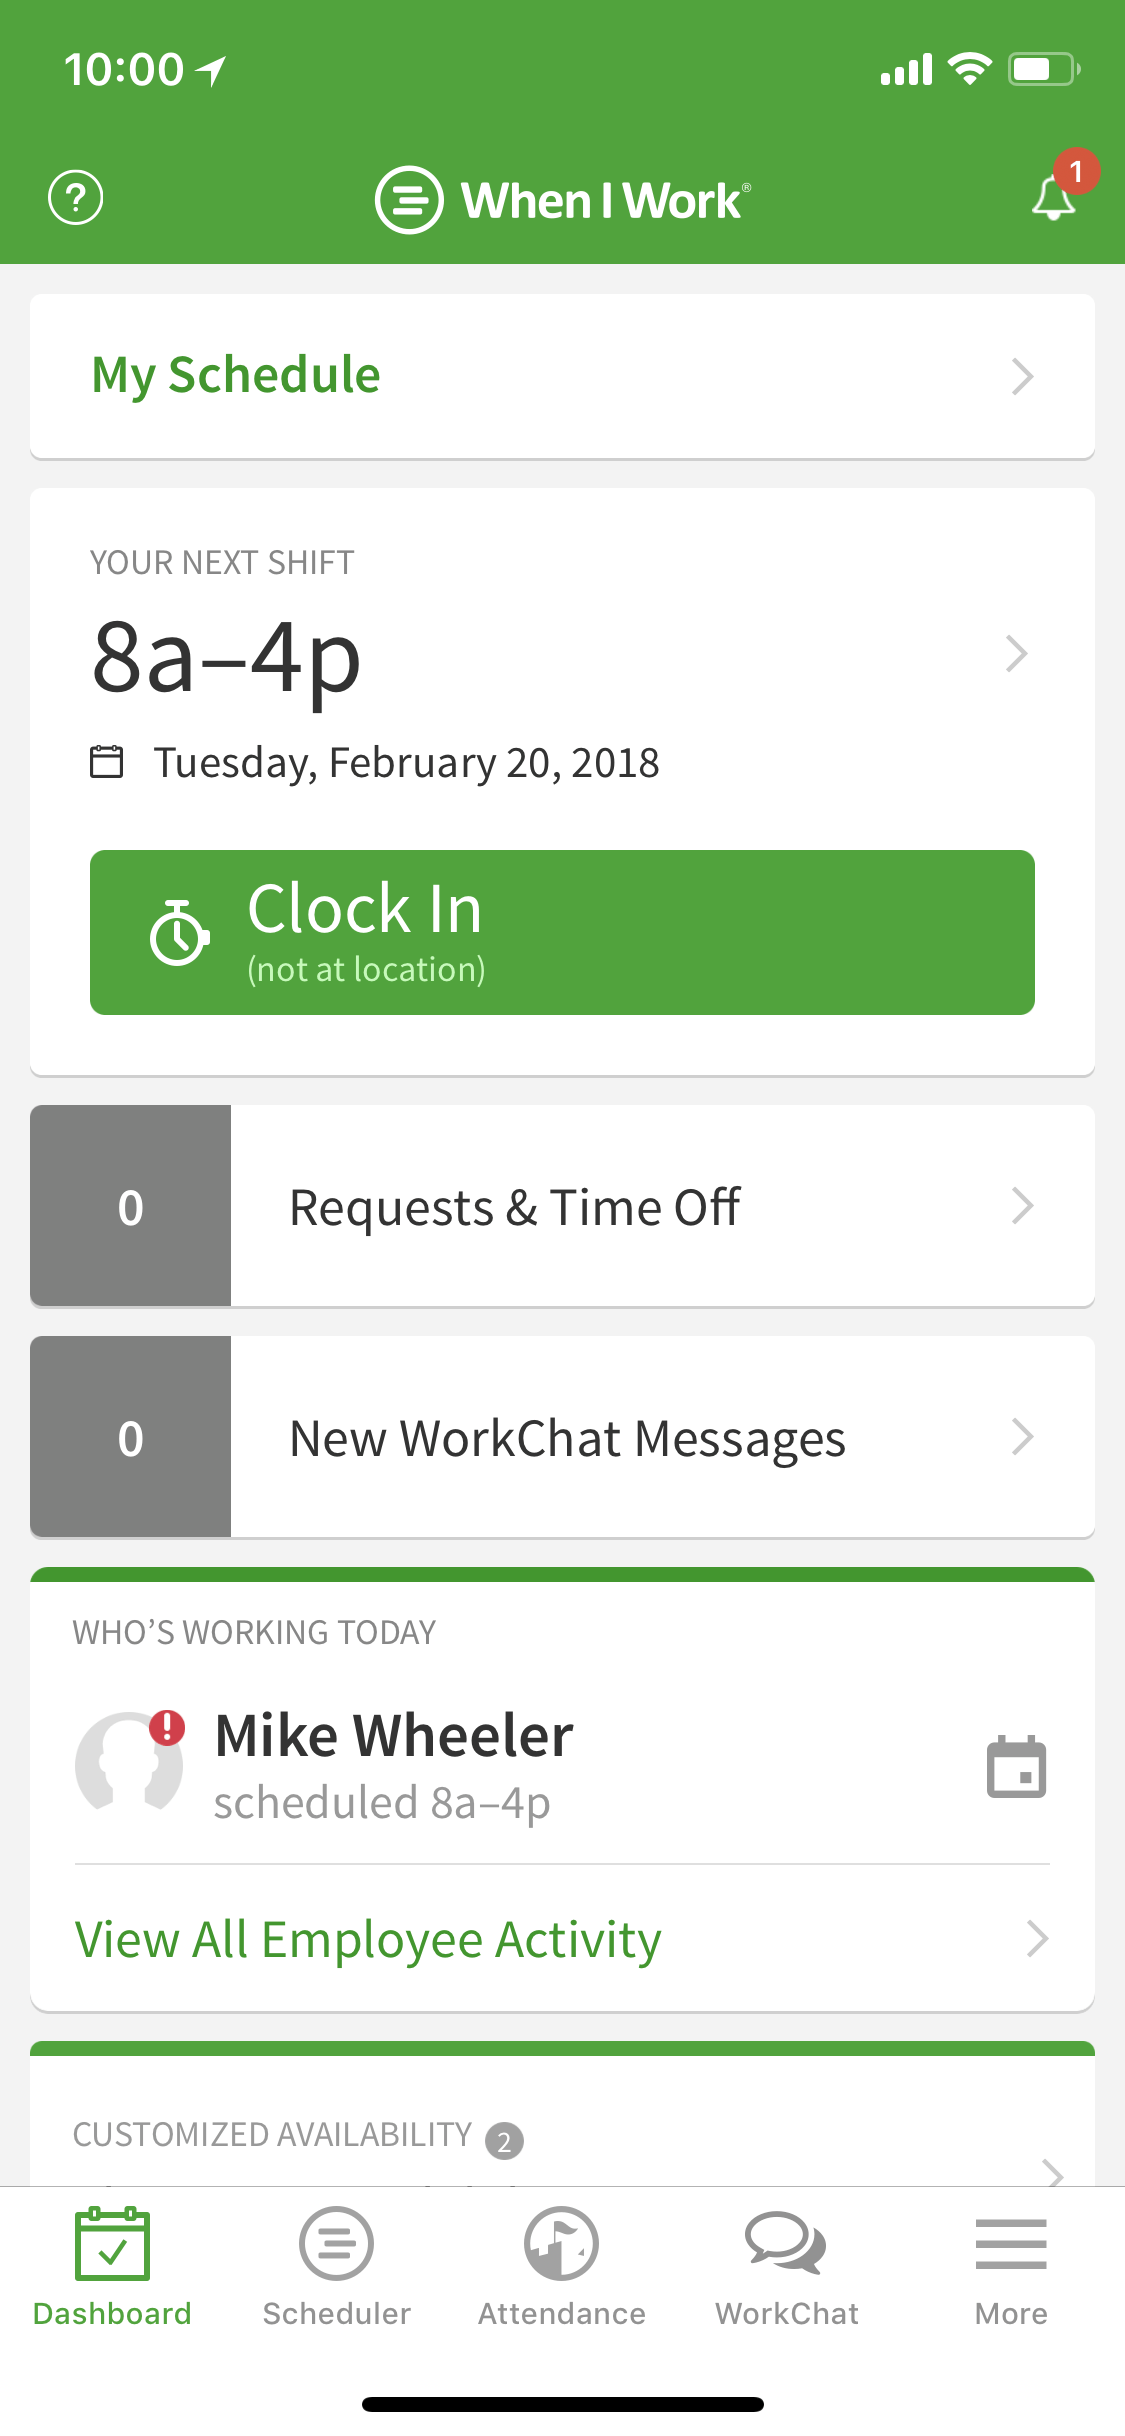 10:00
?
When I Work®
1
My Schedule
YOUR NEXT SHIFT
8a–4p
Tuesday, February 20, 2018
Clock In
(not at location)
0
Requests & Time Off
0
New WorkChat Messages
WHO’S WORKING TODAY
!
Mike Wheeler
scheduled 8a–4p
View All Employee Activity
CUSTOMIZED AVAILABILITY 2
Dashboard
Scheduler
Attendance
WorkChat
More